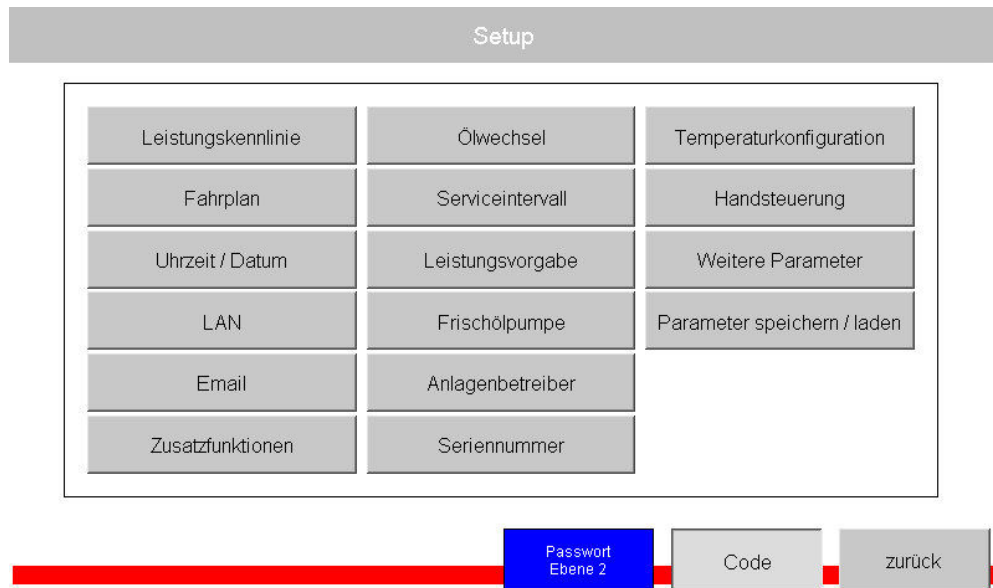 Setup
Leistungskennlinie
Ölwechsel
Temperaturkonfiguration
Fahrplan
Serviceintervall
Handsteuerung
Uhrzeit / Datum
Leistungsvorgabe
Weitere Parameter
LAN
Frischölpumpe
Parameter speichern / laden
Email
Anlagenbetreiber
Zusatzfunktionen
Seriennummer
Passwort
Ebene 2
Code
zurück